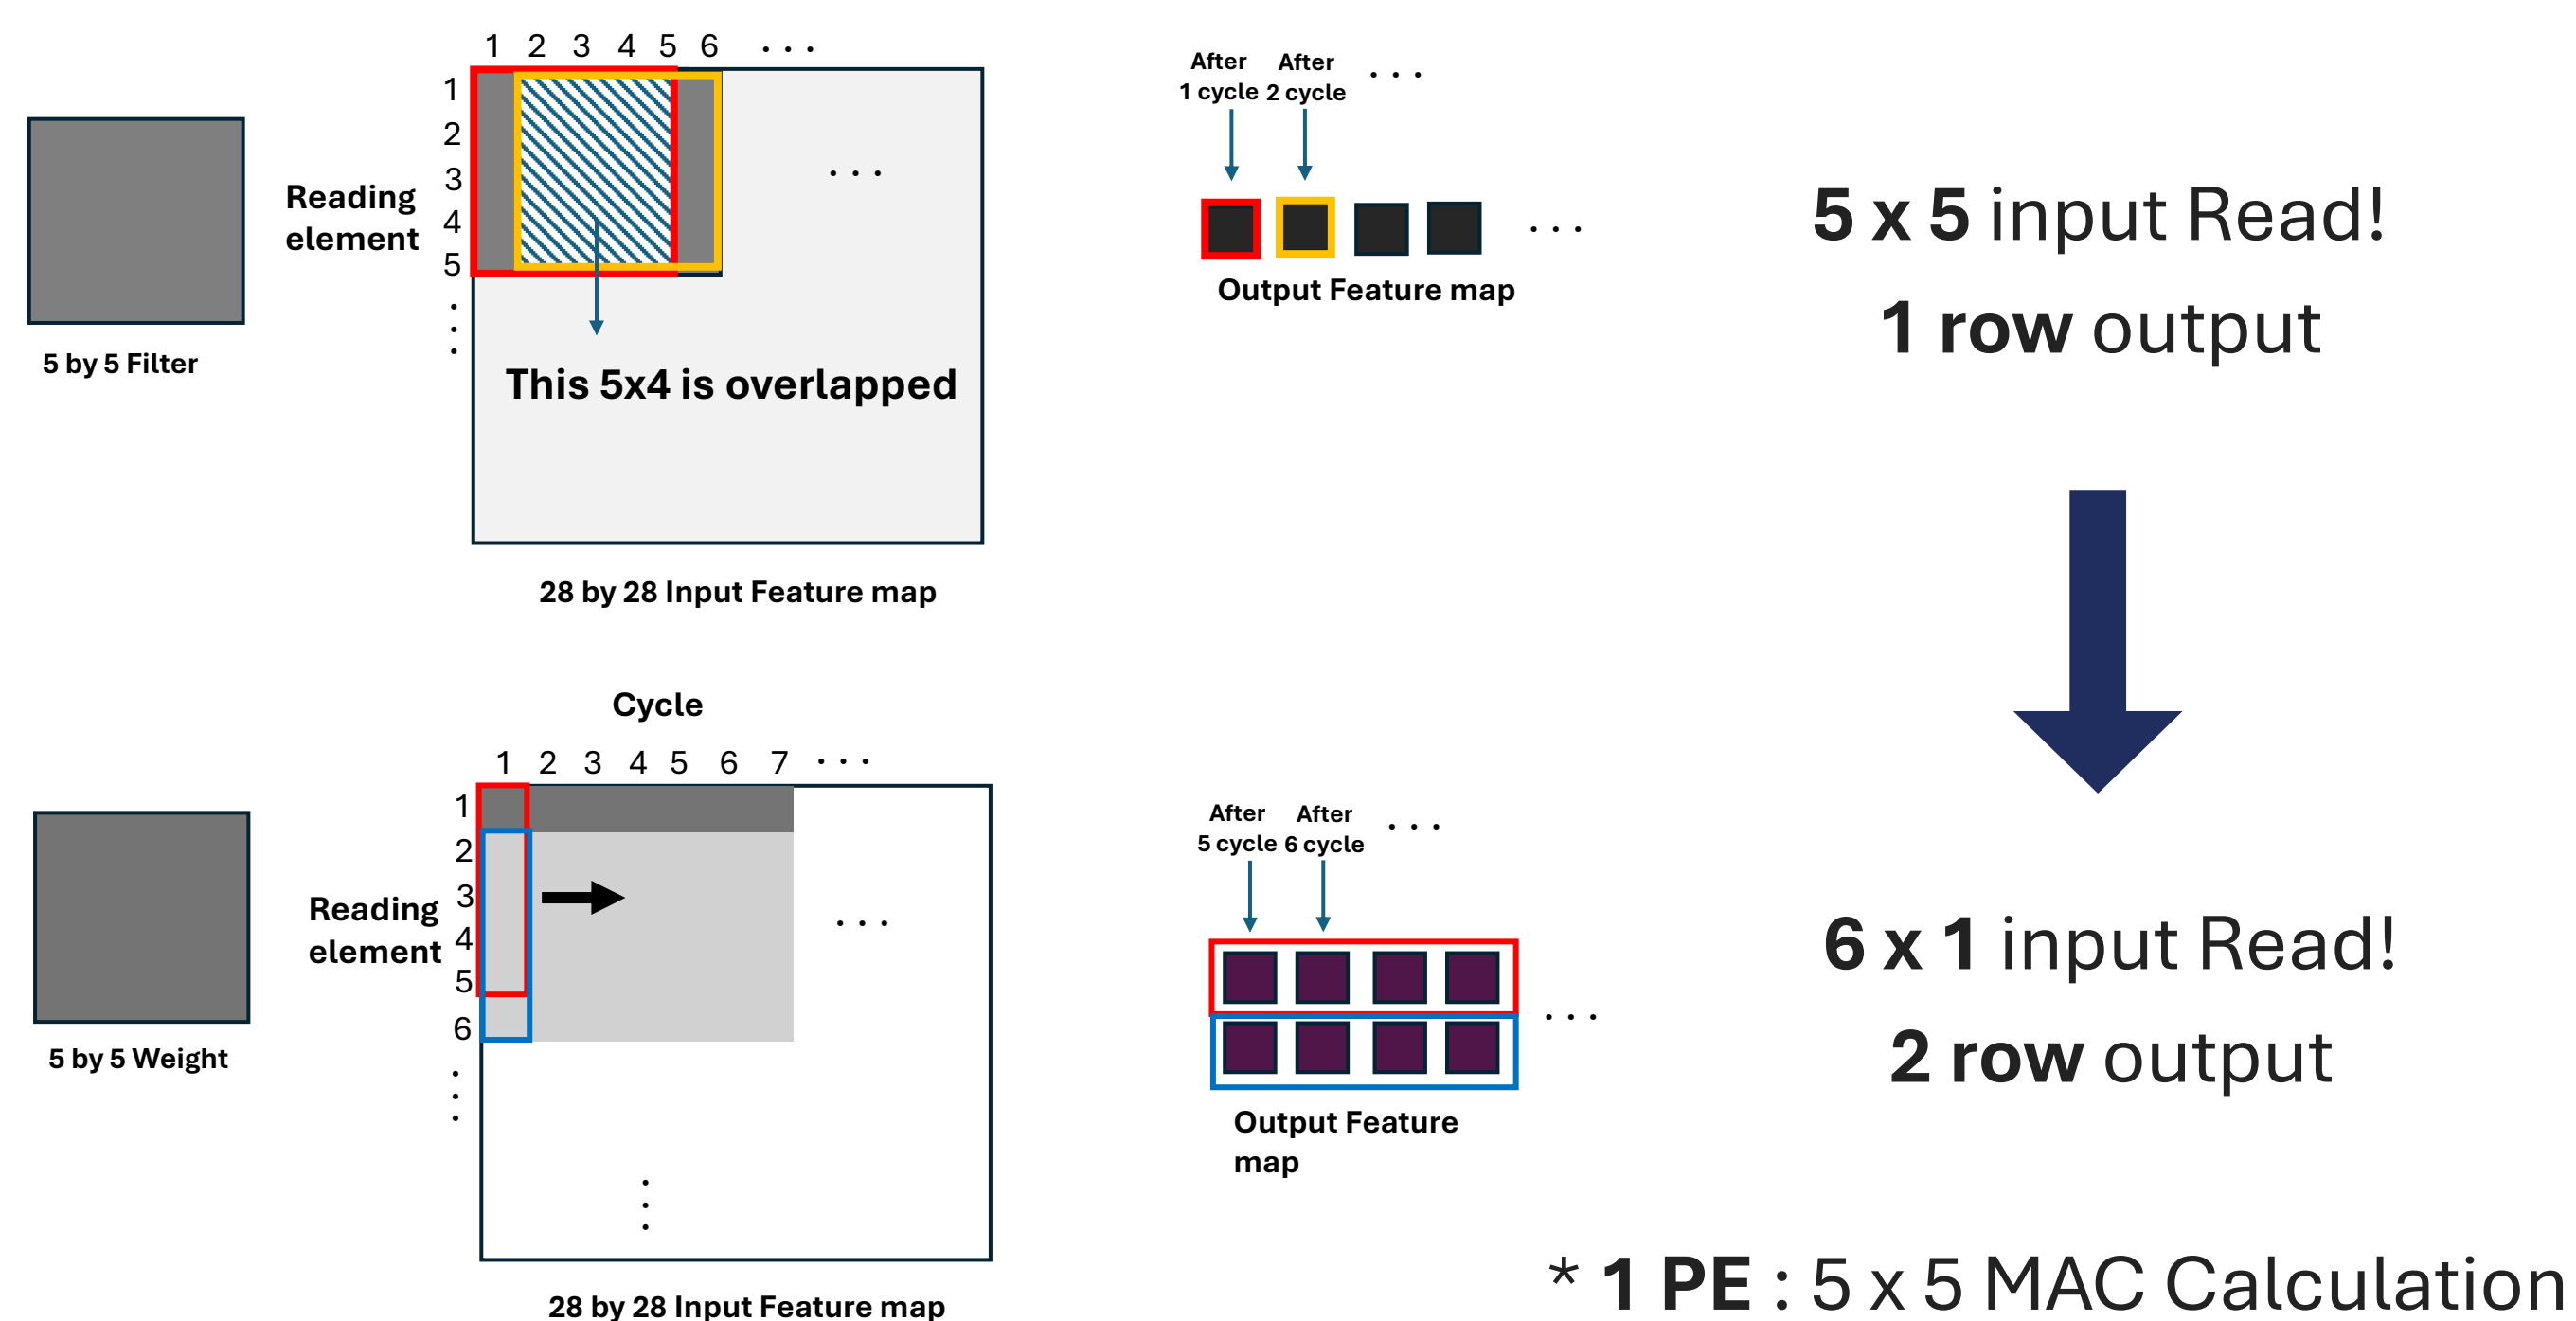 1 2 3 4 5 6 ...
1
2
3
4
5
Reading
element
5 by 5 Filter
This 5x4 is overlapped
28 by 28 Input Feature map
After
1 cycle
After
2 cycle
...
...
Output Feature map
5 x 5 input Read!
1 row output
Cycle
1 2 3 4 5 6 7 ...
1
2
3
4
5
6
Reading
element
5 by 5 Weight
28 by 28 Input Feature map
After
5 cycle
After
6 cycle
...
...
Output Feature
map
6 x 1 input Read!
2 row output
* 1 PE : 5 x 5 MAC Calculation